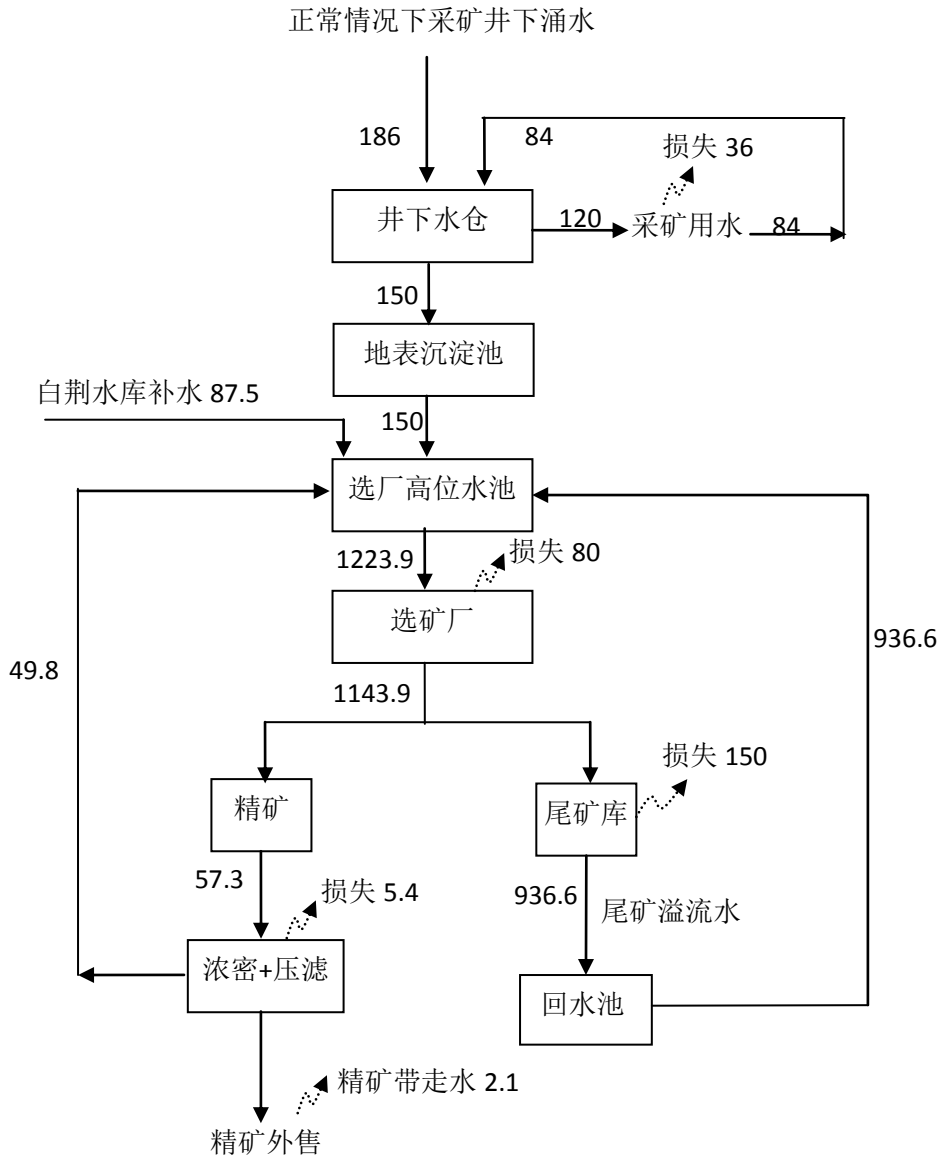 正常情况下采矿井下涌水
186
84
损失 36
井下水仓
120
采矿用水
84
150
地表沉淀池
白荆水库补水 87.5
150
选厂高位水池
1223.9
损失 80
选矿厂
936.6
49.8
1143.9
损失 150
精矿
尾矿库
57.3
损失 5.4
936.6
尾矿溢流水
浓密+压滤
回水池
精矿带走水 2.1
精矿外售